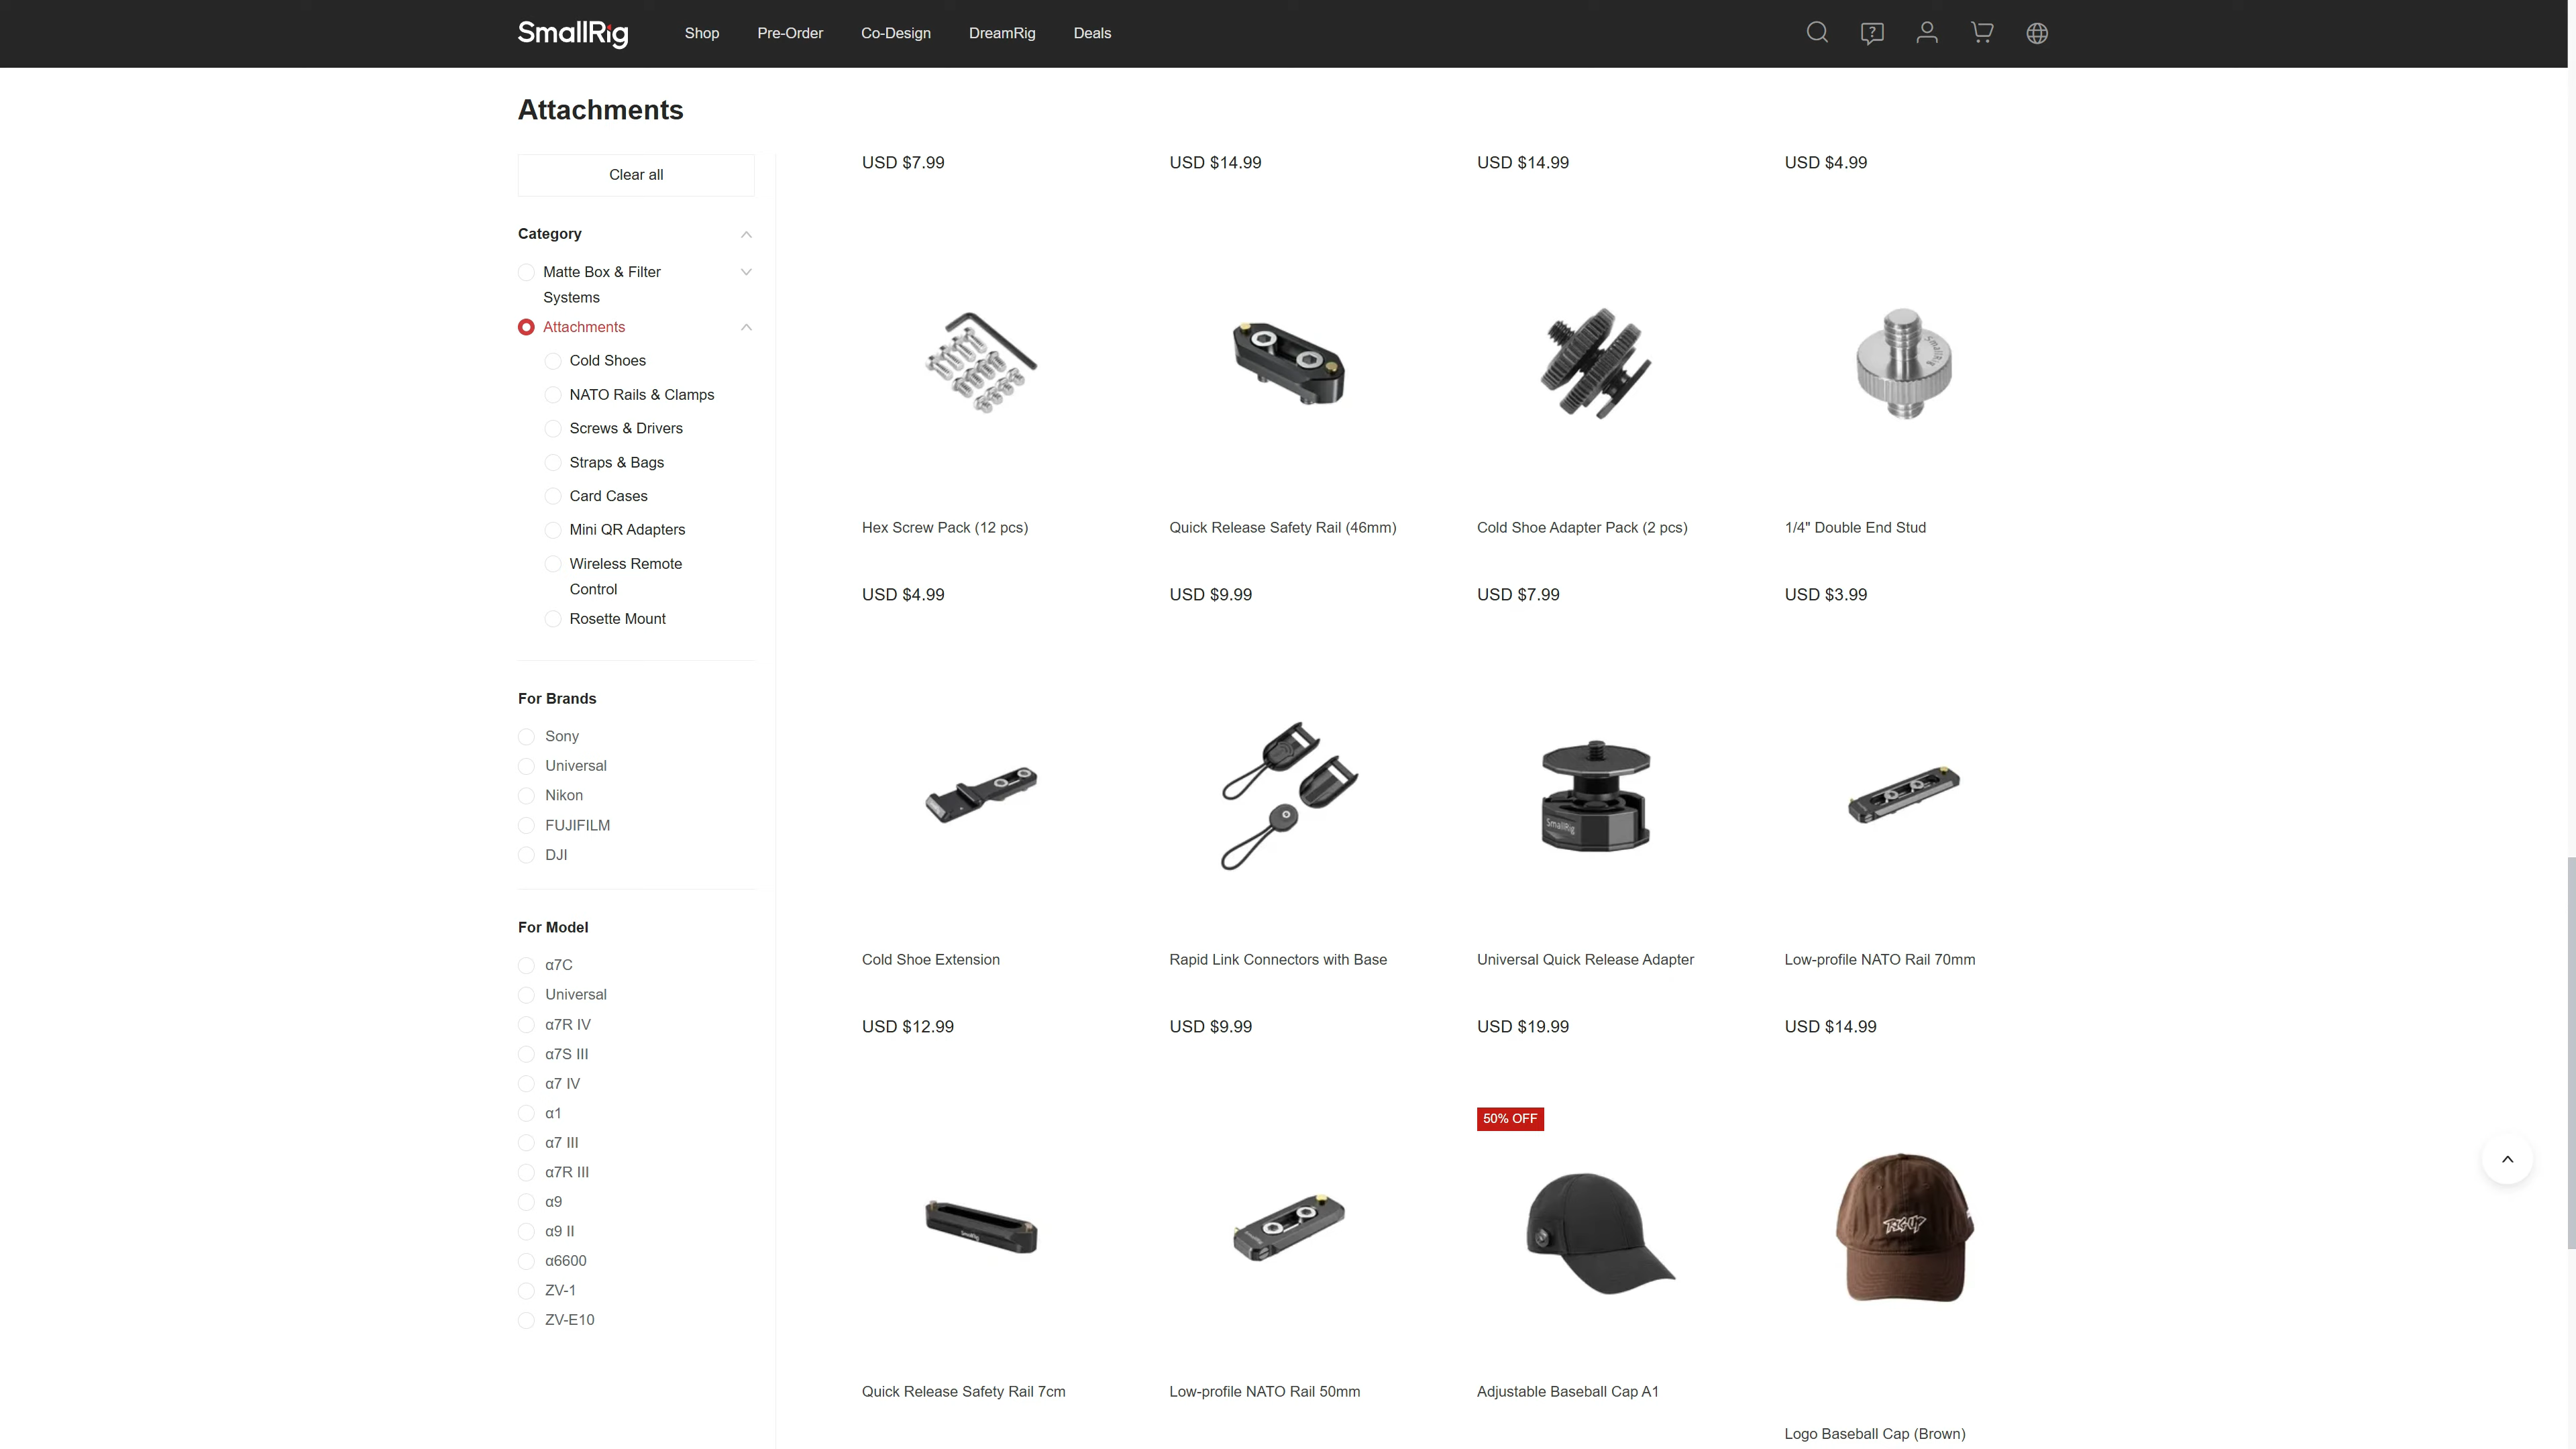 SmallRig
Shop
Pre-Order
Co-Design
DreamRig
Deals
?
Attachments
Clear all
Category
Matte Box & Filter
Systems
Attachments
Cold Shoes
NATO Rails & Clamps
Screws & Drivers
Straps & Bags
Card Cases
Mini QR Adapters
Wireless Remote
Control
Rosette Mount
For Brands
Sony
Universal
Nikon
FUJIFILM
DJI
For Model
α7C
Universal
α7R IV
α7S III
α7 IV
α1
α7 III
α7R III
α9
α9 II
α6600
ZV-1
ZV-E10
USD $7.99
USD $14.99
USD $14.99
USD $4.99
SmallRig
Hex Screw Pack (12 pcs)
Quick Release Safety Rail (46mm)
Cold Shoe Adapter Pack (2 pcs)
1/4" Double End Stud
USD $4.99
USD $9.99
USD $7.99
USD $3.99
SmallRig
Cold Shoe Extension
Rapid Link Connectors with Base
Universal Quick Release Adapter
Low-profile NATO Rail 70mm
USD $12.99
USD $9.99
USD $19.99
USD $14.99
50% OFF
SmallRig
SmallRig
Quick Release Safety Rail 7cm
Low-profile NATO Rail 50mm
Adjustable Baseball Cap A1
Logo Baseball Cap (Brown)